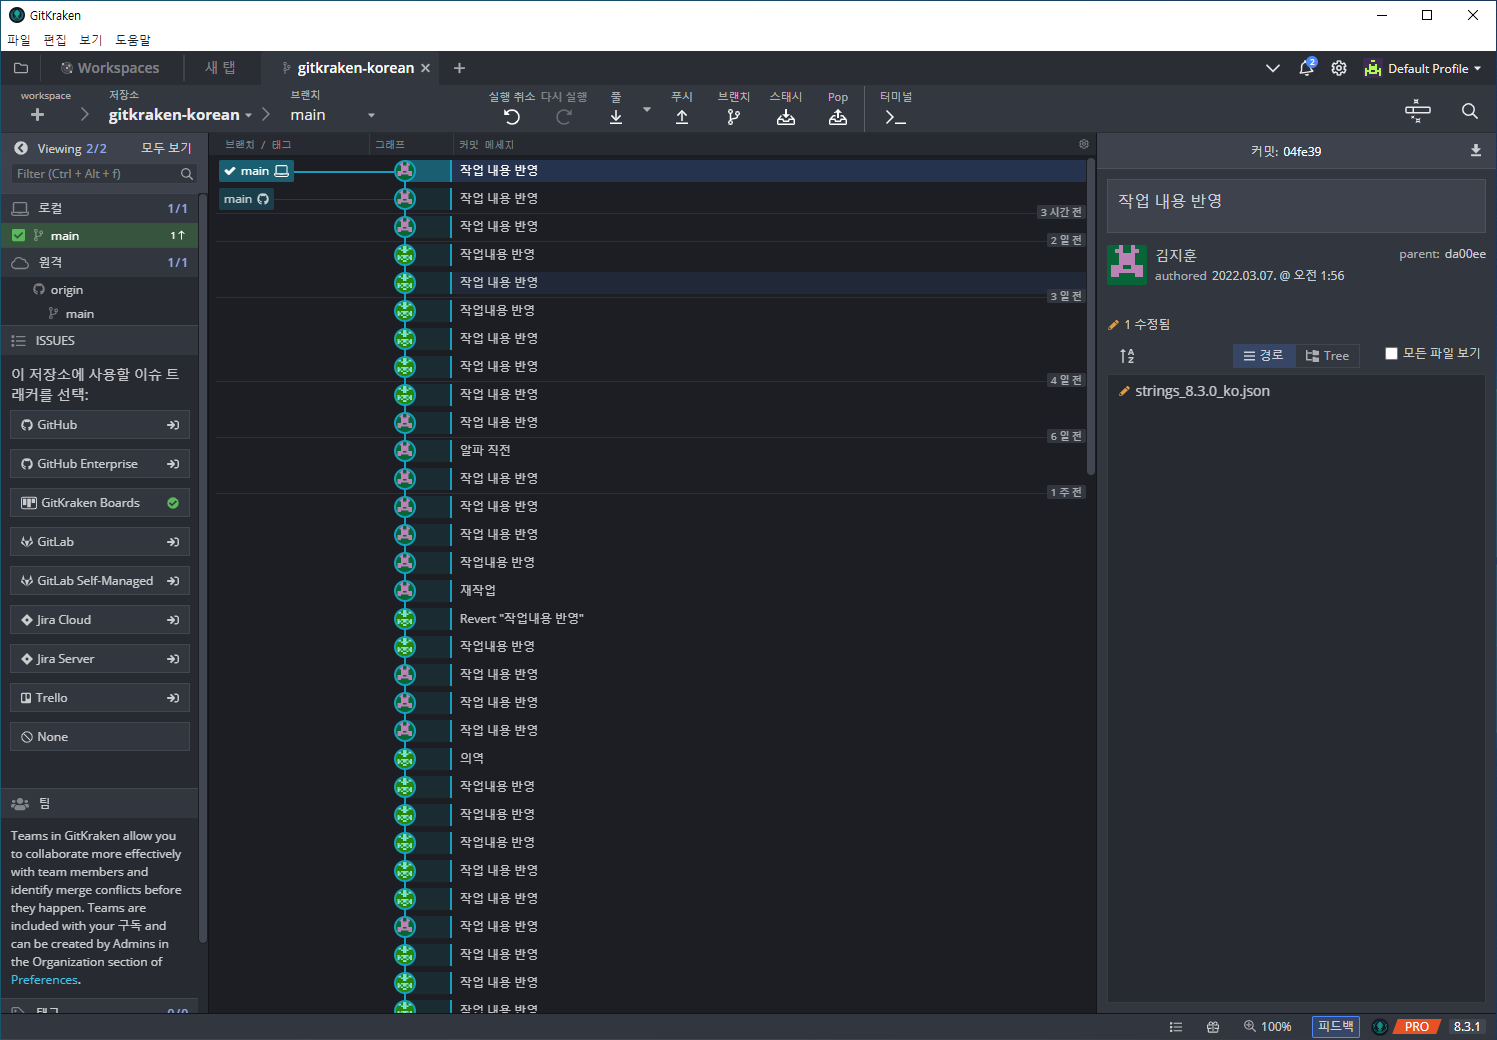 GitKraken
파일 편집 보기 도움말
Workspaces 새 탭 gitkraken-korean
2 Default Profile
workspace 저장소 브랜치
gitkraken-korean main
실행 취소 다시 실행 풀 푸시 브랜치 스태시 Pop 터미널
Viewing 2/2 모두 보기
Filter (Ctrl + Alt + f)
로컬 1/1
main 1↑
원격 1/1
origin
main
ISSUES
이 저장소에 사용할 이슈 트
래커를 선택:
GitHub
GitHub Enterprise
GitKraken Boards
GitLab
GitLab Self-Managed
Jira Cloud
Jira Server
Trello
None
팀
Teams in GitKraken allow you
to collaborate more effectively
with team members and
identify merge conflicts before
they happen. Teams are
included with your 구독 and
can be created by Admins in
the Organization section of
Preferences.
태그 0/0
브랜치 / 태그 그래프 커밋 메세지
main 작업 내용 반영
main 작업 내용 반영
3 시간 전
작업 내용 반영
2 일 전
작업내용 반영
작업 내용 반영
3 일 전
작업내용 반영
작업 내용 반영
작업 내용 반영
4 일 전
작업 내용 반영
작업 내용 반영
6 일 전
알파 직전
작업 내용 반영
1 주 전
작업 내용 반영
작업 내용 반영
작업내용 반영
재작업
Revert "작업내용 반영"
작업내용 반영
작업 내용 반영
작업 내용 반영
작업 내용 반영
의역
작업내용 반영
작업내용 반영
작업내용 반영
작업 내용 반영
작업 내용 반영
작업 내용 반영
작업 내용 반영
작업 내용 반영
작업 내용 반영
커밋: 04fe39
작업 내용 반영
김지훈 parent: da00ee
authored 2022.03.07. @ 오전 1:56
1 수정됨
경로 Tree 모든 파일 보기
strings_8.3.0_ko.json
100% 피드백 PRO 8.3.1